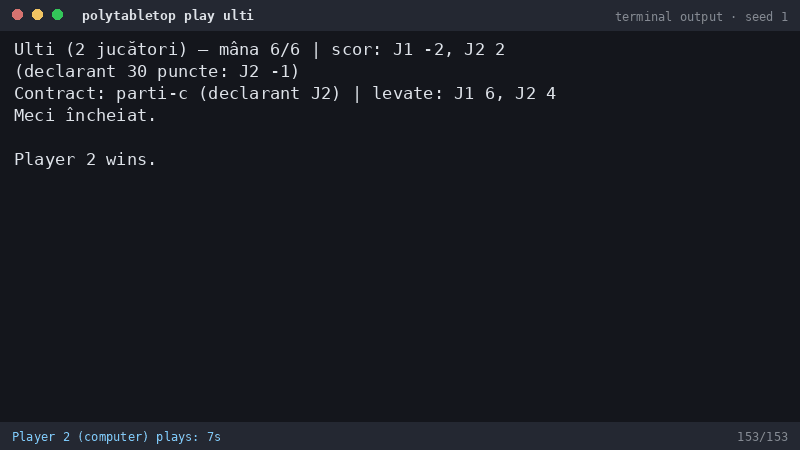 polytabletop play ulti
terminal output · seed 1
Ulti (2 jucători) — mâna 6/6 | scor: J1 -2, J2 2
(declarant 30 puncte: J2 -1)
Contract: parti-c (declarant J2) | levate: J1 6, J2 4
Meci încheiat.
Player 2 wins.
Player 2 (computer) plays: 7s
153/153